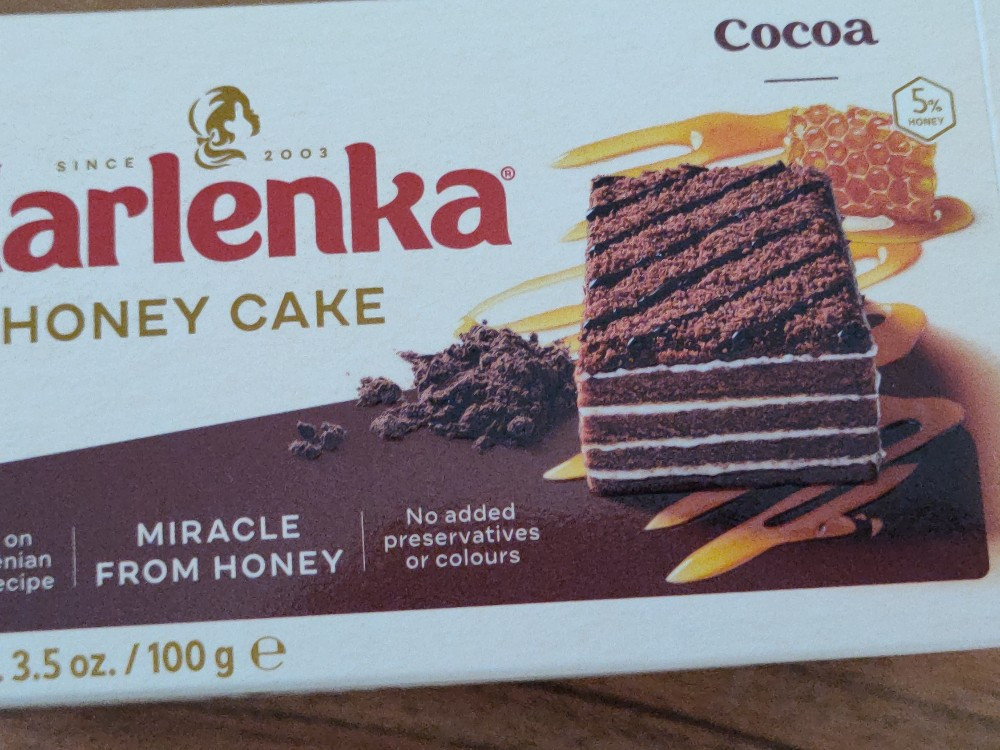 Cocoa
5%
HONEY
SINCE 2003
arlenka®
HONEY CAKE
on
enian
ecipe
MIRACLE
FROM HONEY
No added
preservatives
or colours
. 3.5 oz. / 100 g ℮